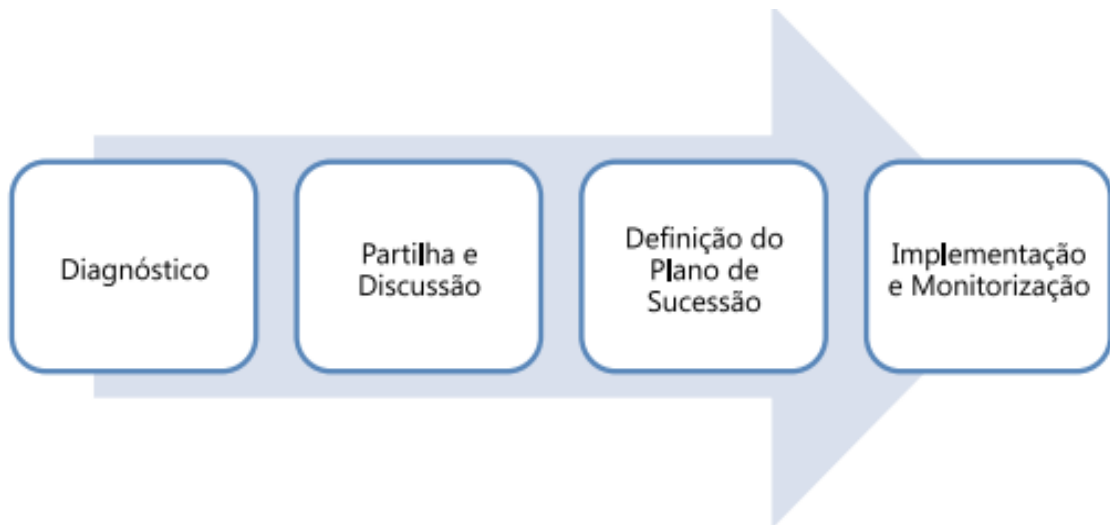 Diagnóstico
Partilha e
Discussão
Definição do
Plano de
Sucessão
Implementação
e Monitorização